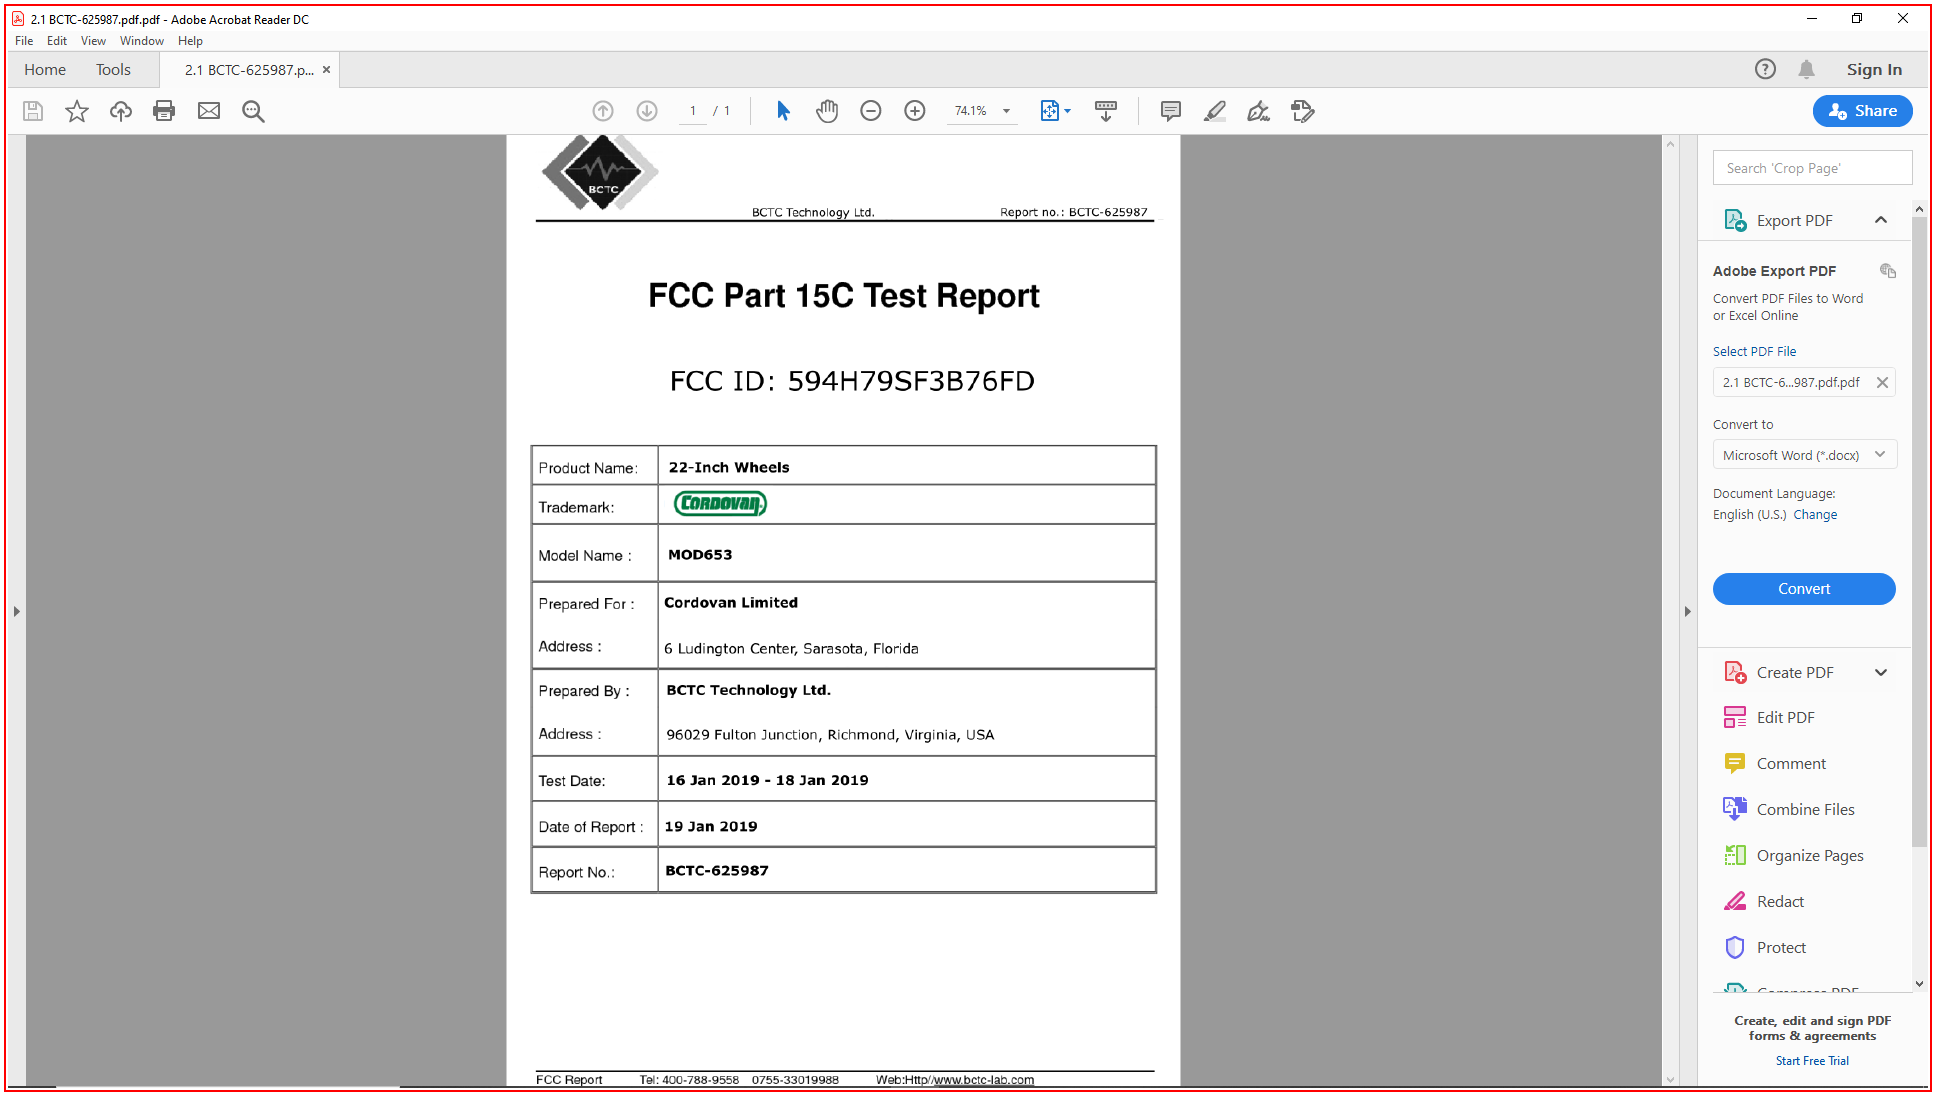 2.1 BCTC-625987.pdf.pdf - Adobe Acrobat Reader DC
File Edit View Window Help
Home Tools 2.1 BCTC-625987.p... × Sign In
1 / 1 74.1% Share
BCTC
BCTC Technology Ltd. Report no.: BCTC-625987
FCC Part 15C Test Report
FCC ID: 594H79SF3B76FD
Product Name: 22-Inch Wheels
Trademark: CORDOVAN
Model Name : MOD653
Prepared For : Cordovan Limited
Address : 6 Ludington Center, Sarasota, Florida
Prepared By : BCTC Technology Ltd.
Address : 96029 Fulton Junction, Richmond, Virginia, USA
Test Date: 16 Jan 2019 - 18 Jan 2019
Date of Report : 19 Jan 2019
Report No.: BCTC-625987
FCC Report Tel: 400-788-9558 0755-33019988 Web:Http//www.bctc-lab.com
Search 'Crop Page'
Export PDF
Adobe Export PDF
Convert PDF Files to Word
or Excel Online
Select PDF File
2.1 BCTC-6...987.pdf.pdf
Convert to
Microsoft Word (*.docx)
Document Language:
English (U.S.) Change
Convert
Create PDF
Edit PDF
Comment
Combine Files
Organize Pages
Redact
Protect
Compress PDF
Create, edit and sign PDF
forms & agreements
Start Free Trial